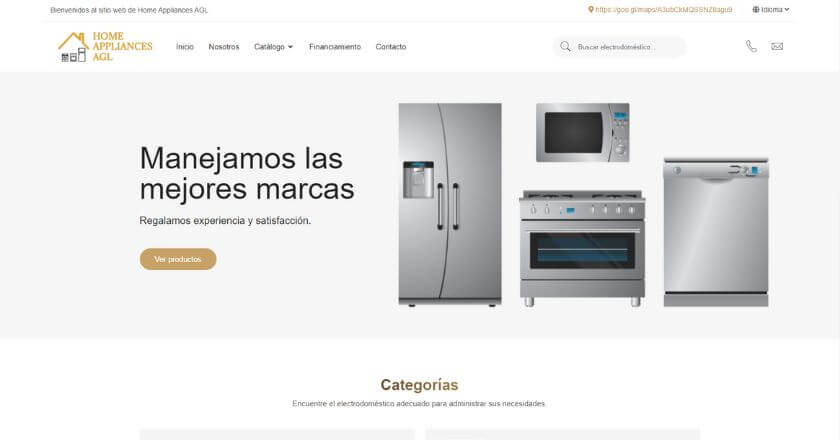 Bienvenidos al sitio web de Home Appliances AGL
https://goo.gl/maps/A3ubCkMQSSNZ8agu9
Idioma
HOME
APPLIANCES
AGL
Inicio
Nosotros
Catálogo
Financiamiento
Contacto
Buscar electrodoméstico...
Manejamos las
mejores marcas
Regalamos experiencia y satisfacción.
Ver productos
Categorías
Encuentre el electrodoméstico adecuado para administrar sus necesidades.